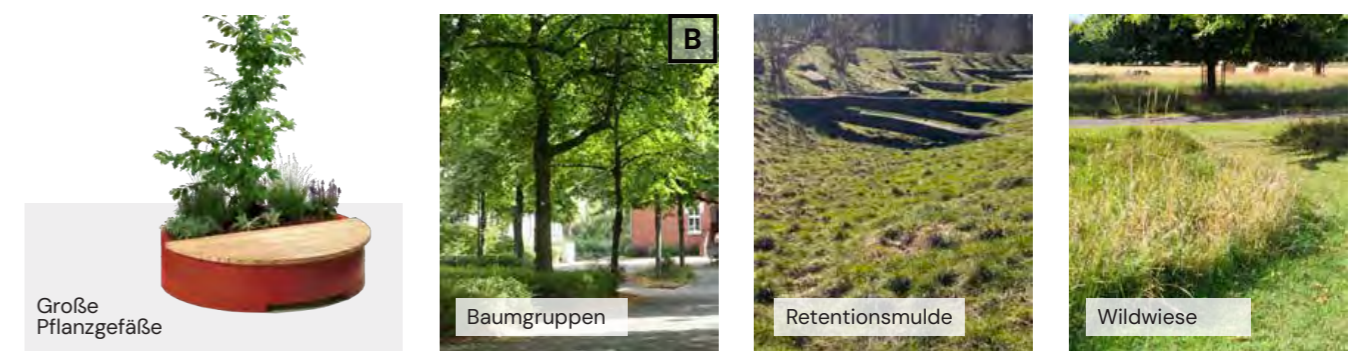 B
Große
Pflanzgefäße
Baumgruppen
Retentionsmulde
Wildwiese